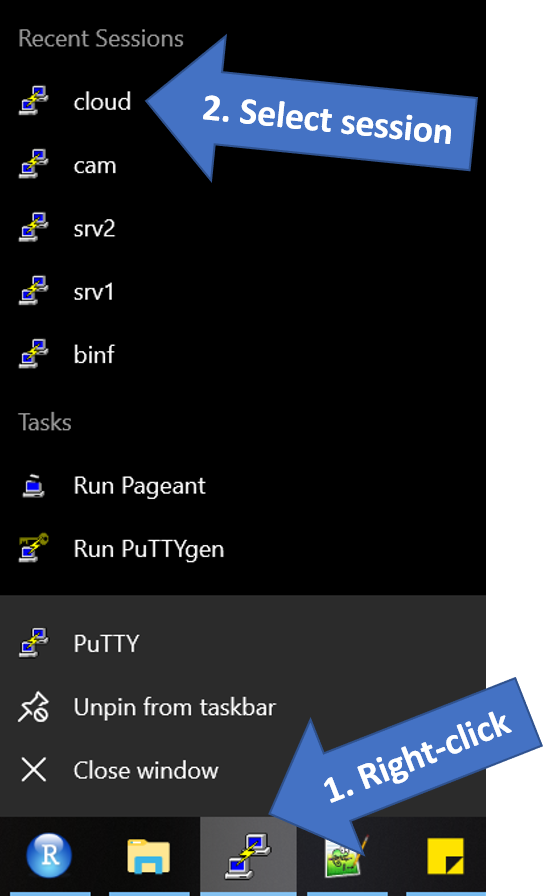 Recent Sessions
cloud
2. Select session
cam
srv2
srv1
binf
Tasks
Run Pageant
Run PuTTYgen
PuTTY
Unpin from taskbar
Close window
1. Right-click
R